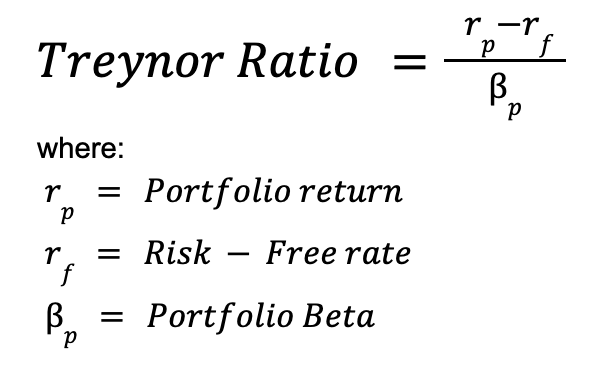 Treynor Ratio = (r_p−r_f)/β_p
where:
r_p = Portfolio return
r_f = Risk − Free rate
β_p = Portfolio Beta